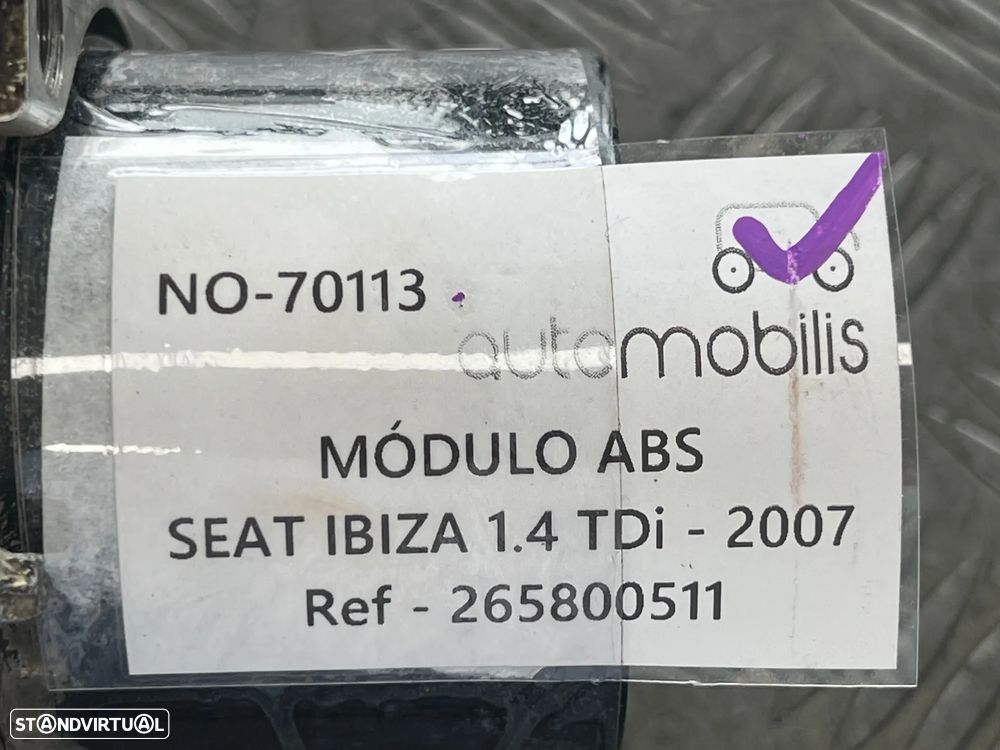 NO-70113
automobilis
MÓDULO ABS
SEAT IBIZA 1.4 TDi - 2007
Ref - 265800511
STANDVIRTUAL